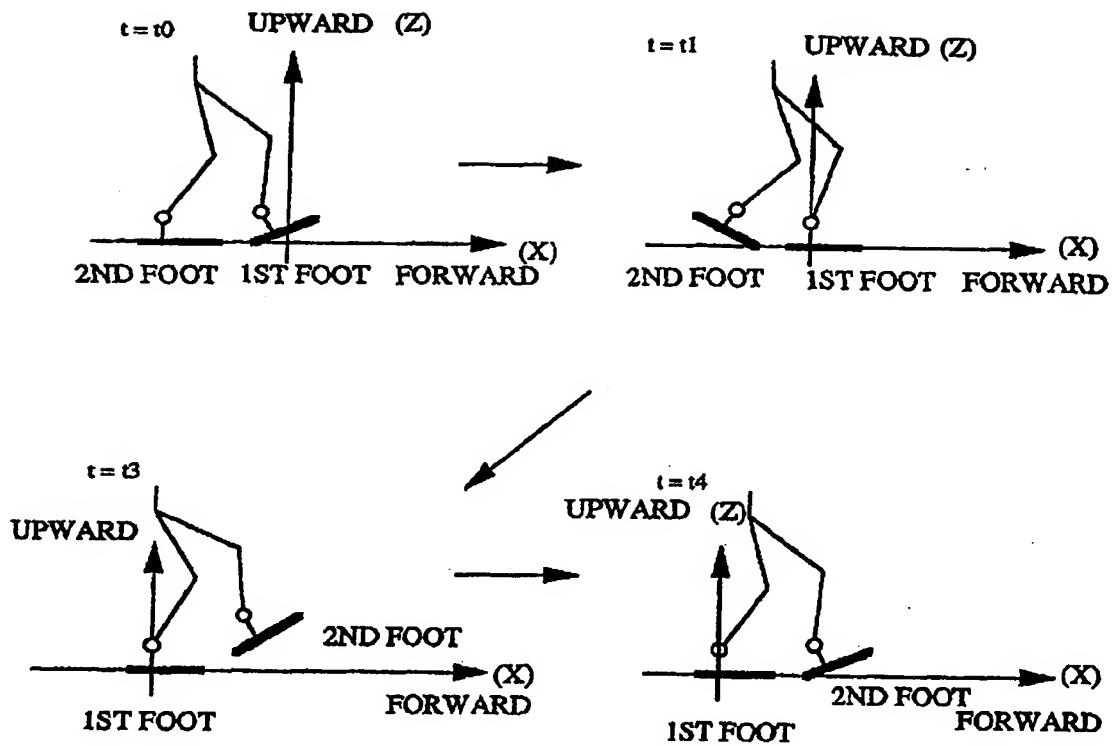 t = t0
UPWARD (Z)
(X)
2ND FOOT 1ST FOOT FORWARD
t = t1
UPWARD (Z)
(X)
2ND FOOT 1ST FOOT FORWARD
t = t3
UPWARD
2ND FOOT
(X)
FORWARD
1ST FOOT
t = t4
UPWARD (Z)
(X)
2ND FOOT
FORWARD
1ST FOOT